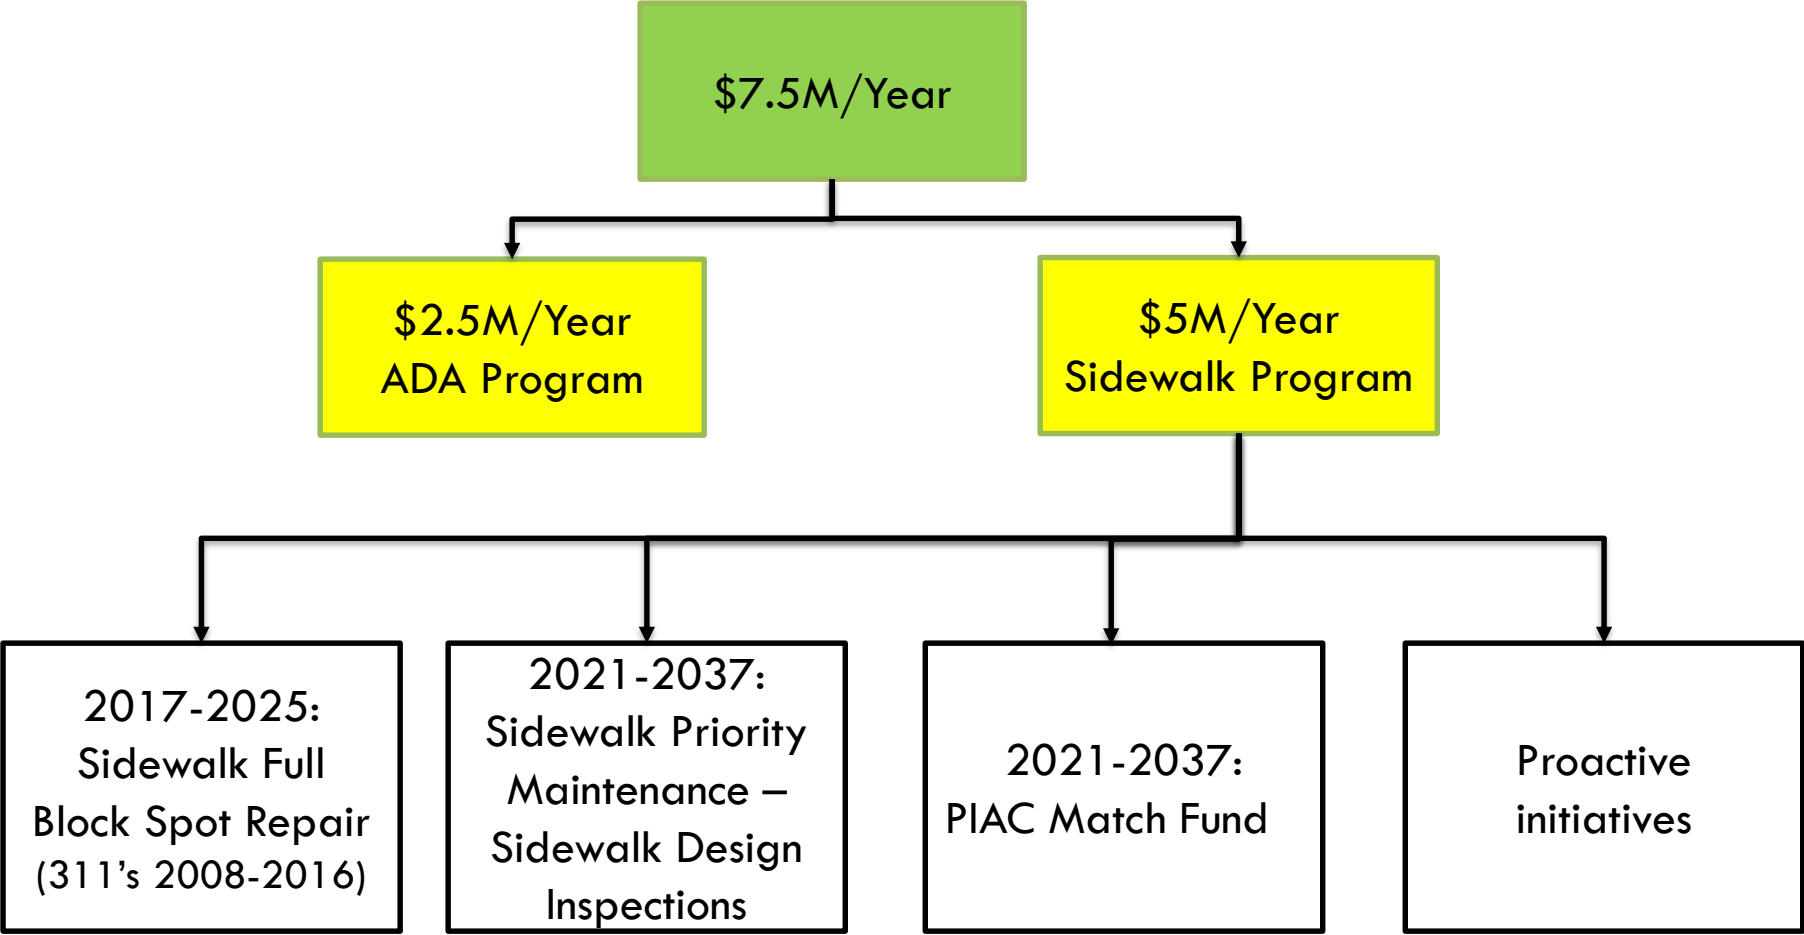 $7.5M/Year
$2.5M/Year
ADA Program
$5M/Year
Sidewalk Program
2017-2025:
Sidewalk Full
Block Spot Repair
(311’s 2008-2016)
2021-2037:
Sidewalk Priority
Maintenance –
Sidewalk Design
Inspections
2021-2037:
PIAC Match Fund
Proactive
initiatives